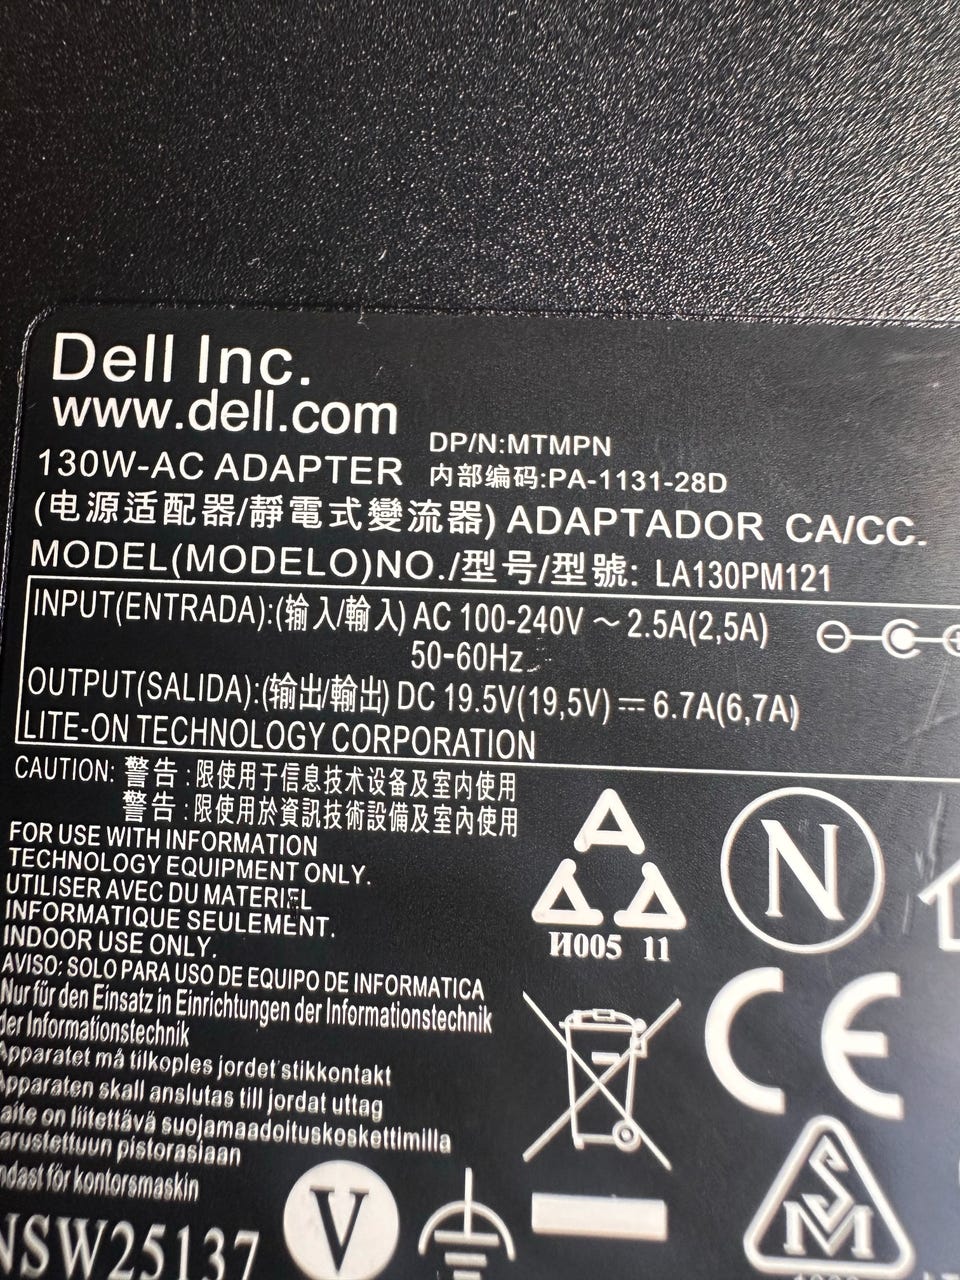 Dell Inc.
www.dell.com
DP/N:MTMPN
130W-AC ADAPTER 内部编码:PA-1131-28D
(电源适配器/靜電式變流器) ADAPTADOR CA/CC.
MODEL(MODELO)NO./型号/型號: LA130PM121
INPUT(ENTRADA):(输入/輸入) AC 100-240V ～ 2.5A(2,5A)
50-60Hz
OUTPUT(SALIDA):(输出/輸出) DC 19.5V(19,5V) ⎓ 6.7A(6,7A)
LITE-ON TECHNOLOGY CORPORATION
CAUTION: 警告 : 限使用于信息技术设备及室内使用
警告 : 限使用於資訊技術設備及室內使用
FOR USE WITH INFORMATION
TECHNOLOGY EQUIPMENT ONLY.
UTILISER AVEC DU MATERIEL
INFORMATIQUE SEULEMENT.
INDOOR USE ONLY.
AVISO: SOLO PARA USO DE EQUIPO DE INFORMATICA
Nur für den Einsatz in Einrichtungen der Informationstechnik
der Informationstechnik
Apparatet må tilkoples jordet stikkontakt
Apparaten skall anslutas till jordat uttag
aite on liitettävä suojamaadoituskoskettimilla
arustettuun pistorasiaan
ndast för kontorsmaskin
И005 11
N
CE
V
SM
NSW25137